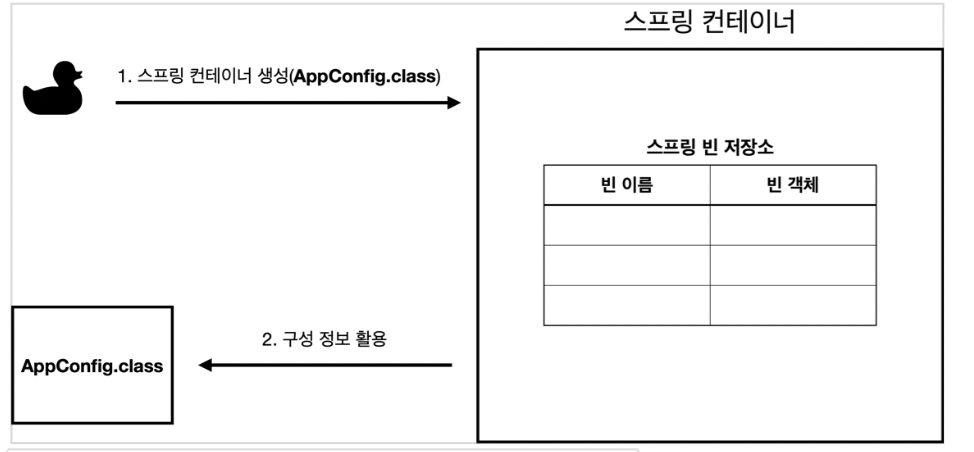 스프링 컨테이너
1. 스프링 컨테이너 생성(AppConfig.class)
스프링 빈 저장소
빈 이름 빈 객체
2. 구성 정보 활용
AppConfig.class